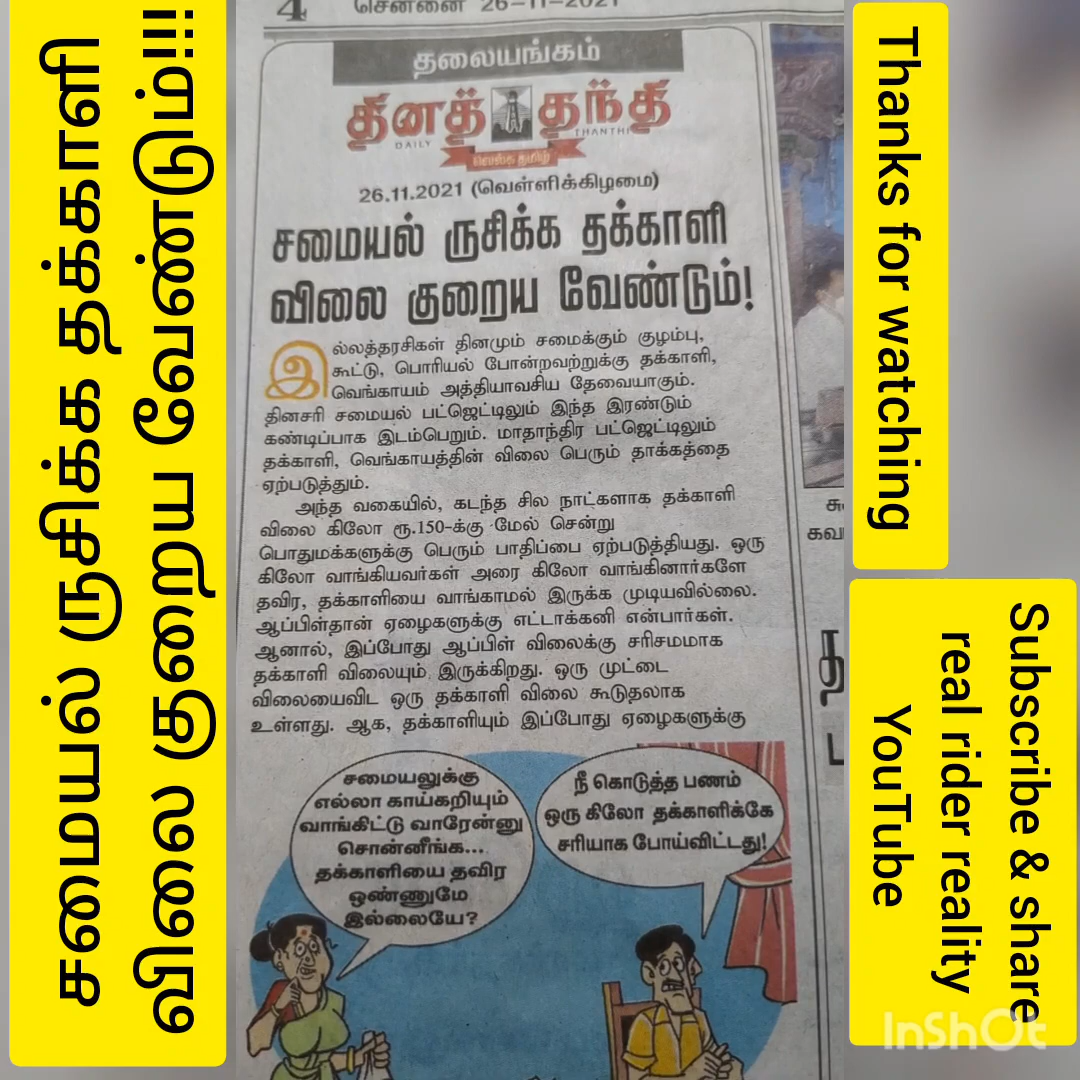 சமையல் ருசிக்க தக்காளி
விலை குறைய வேண்டும்!!!
4 சென்னை 26-11-2021
தலையங்கம்
தினத் தந்தி
DAILY THANTHI
வெல்க தமிழ்
26.11.2021 (வெள்ளிக்கிழமை)
சமையல் ருசிக்க தக்காளி
விலை குறைய வேண்டும்!
இல்லத்தரசிகள் தினமும் சமைக்கும் குழம்பு,
கூட்டு, பொரியல் போன்றவற்றுக்கு தக்காளி,
வெங்காயம் அத்தியாவசிய தேவையாகும்.
தினசரி சமையல் பட்ஜெட்டிலும் இந்த இரண்டும்
கண்டிப்பாக இடம்பெறும். மாதாந்திர பட்ஜெட்டிலும்
தக்காளி, வெங்காயத்தின் விலை பெரும் தாக்கத்தை
ஏற்படுத்தும்.
அந்த வகையில், கடந்த சில நாட்களாக தக்காளி
விலை கிலோ ரூ.150-க்கு மேல் சென்று
பொதுமக்களுக்கு பெரும் பாதிப்பை ஏற்படுத்தியது. ஒரு
கிலோ வாங்கியவர்கள் அரை கிலோ வாங்கினார்களே
தவிர, தக்காளியை வாங்காமல் இருக்க முடியவில்லை.
ஆப்பிள்தான் ஏழைகளுக்கு எட்டாக்கனி என்பார்கள்.
ஆனால், இப்போது ஆப்பிள் விலைக்கு சரிசமமாக
தக்காளி விலையும் இருக்கிறது. ஒரு முட்டை
விலையைவிட ஒரு தக்காளி விலை கூடுதலாக
உள்ளது. ஆக, தக்காளியும் இப்போது ஏழைகளுக்கு
சமையலுக்கு
எல்லா காய்கறியும்
வாங்கிட்டு வாரேன்னு
சொன்னீங்க...
தக்காளியை தவிர
ஒண்ணுமே
இல்லையே?
நீ கொடுத்த பணம்
ஒரு கிலோ தக்காளிக்கே
சரியாக போய்விட்டது!
Thanks for watching
Subscribe & share
real rider reality
YouTube
InShOt